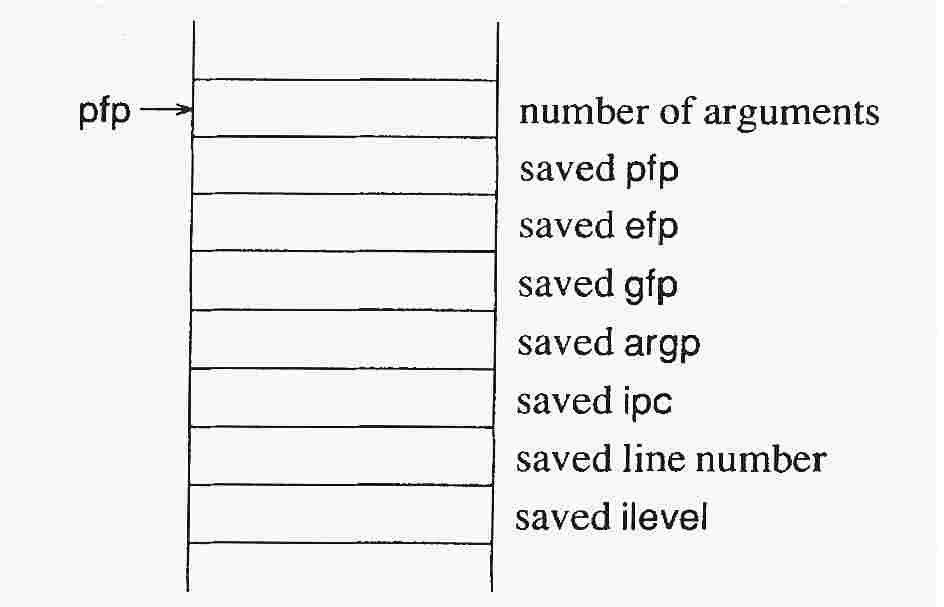 pfp number of arguments
saved pfp
saved efp
saved gfp
saved argp
saved ipc
saved line number
saved ilevel